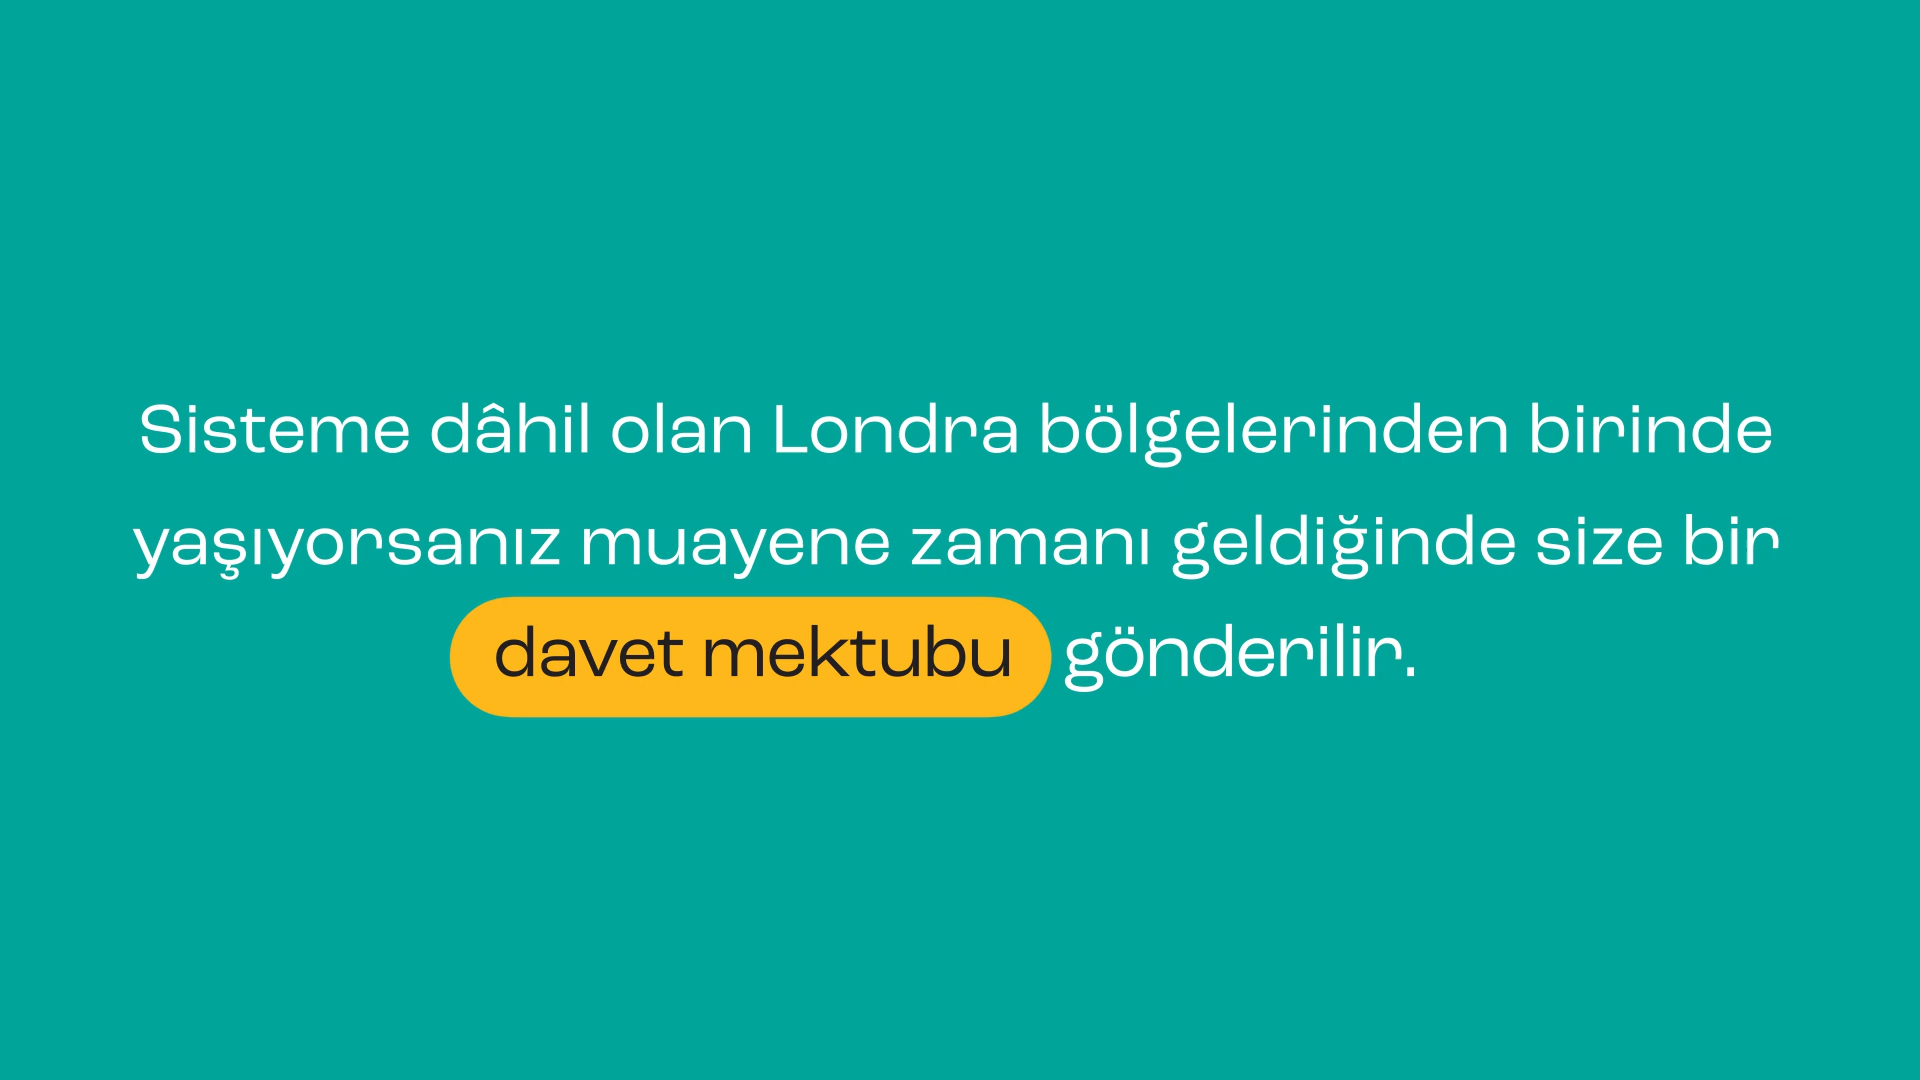 Sisteme dâhil olan Londra bölgelerinden birinde
yaşıyorsanız muayene zamanı geldiğinde size bir
davet mektubu gönderilir.